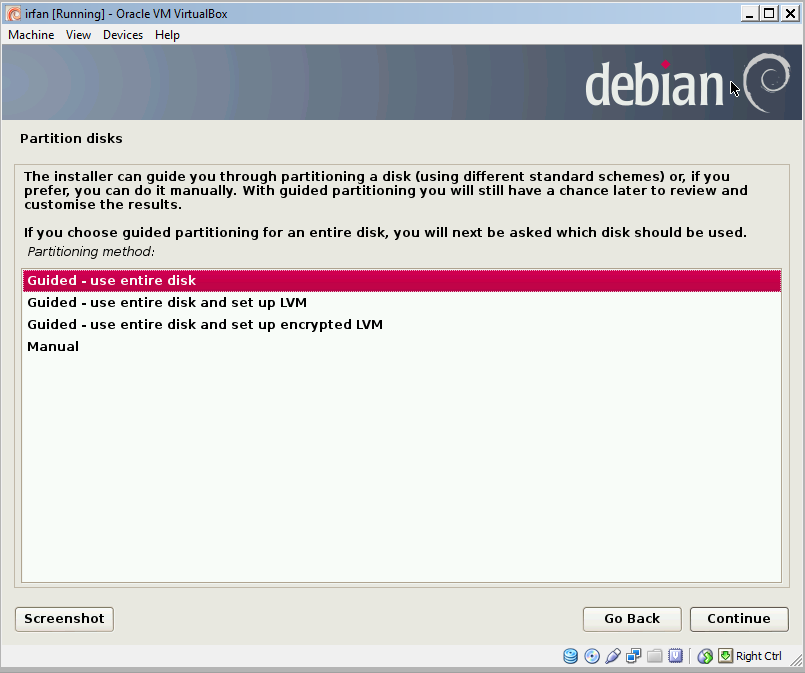 irfan [Running] - Oracle VM VirtualBox
Machine View Devices Help
debian
Partition disks
The installer can guide you through partitioning a disk (using different standard schemes) or, if you
prefer, you can do it manually. With guided partitioning you will still have a chance later to review and
customise the results.
If you choose guided partitioning for an entire disk, you will next be asked which disk should be used.
Partitioning method:
Guided - use entire disk
Guided - use entire disk and set up LVM
Guided - use entire disk and set up encrypted LVM
Manual
Screenshot Go Back Continue
Right Ctrl